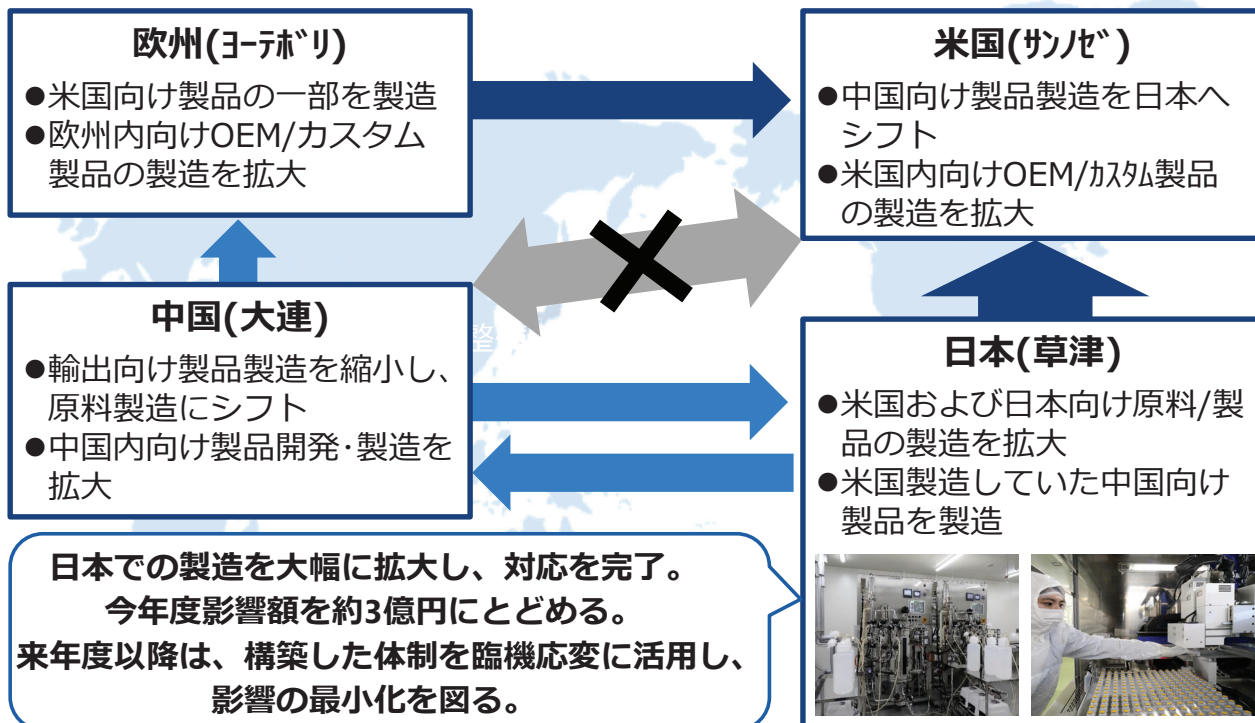 欧州(ﾖｰﾃﾎﾞﾘ)
●米国向け製品の一部を製造
●欧州内向けOEM/カスタム
製品の製造を拡大
米国(ｻﾝﾉｾﾞ)
●中国向け製品製造を日本へ
シフト
●米国内向けOEM/ｶｽﾀﾑ製品
の製造を拡大
中国(大連)
●輸出向け製品製造を縮小し、
原料製造にシフト
●中国内向け製品開発･製造を
拡大
整
日本(草津)
●米国および日本向け原料/製
品の製造を拡大
●米国製造していた中国向け
製品を製造
日本での製造を大幅に拡大し、対応を完了。
今年度影響額を約3億円にとどめる。
来年度以降は、構築した体制を臨機応変に活用し、
影響の最小化を図る。